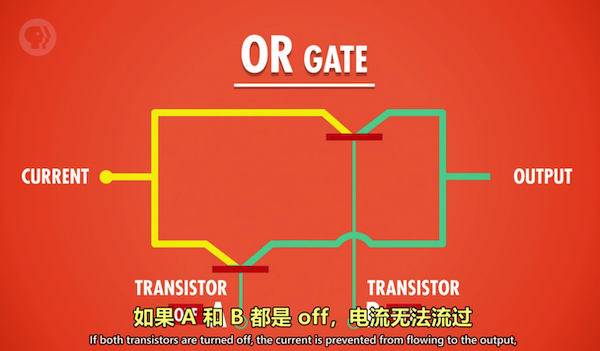 OR GATE
CURRENT
OUTPUT
TRANSISTOR
A
TRANSISTOR
如果 A 和 B 都是 off，电流无法流过
If both transistors are turned off, the current is prevented from flowing to the output,